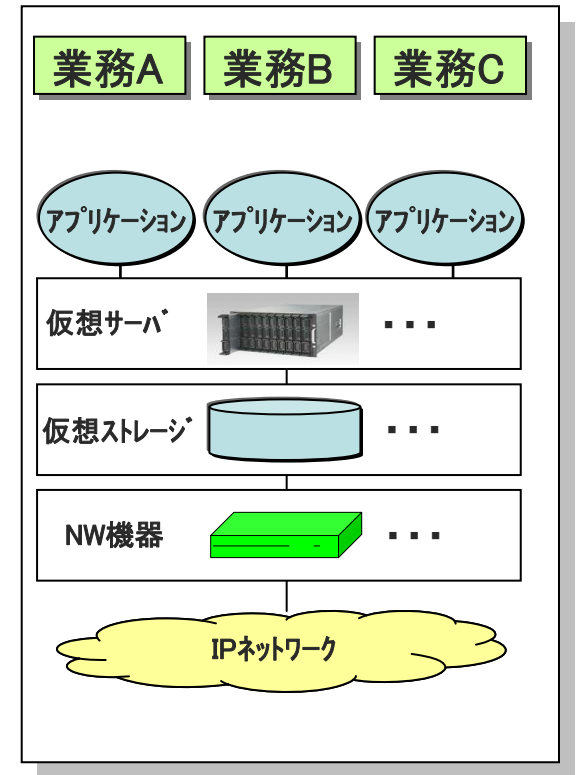 業務A 業務B 業務C
アプリケーション アプリケーション アプリケーション
仮想サーバ ・・・
仮想ストレージ ・・・
NW機器 ・・・
IPネットワーク